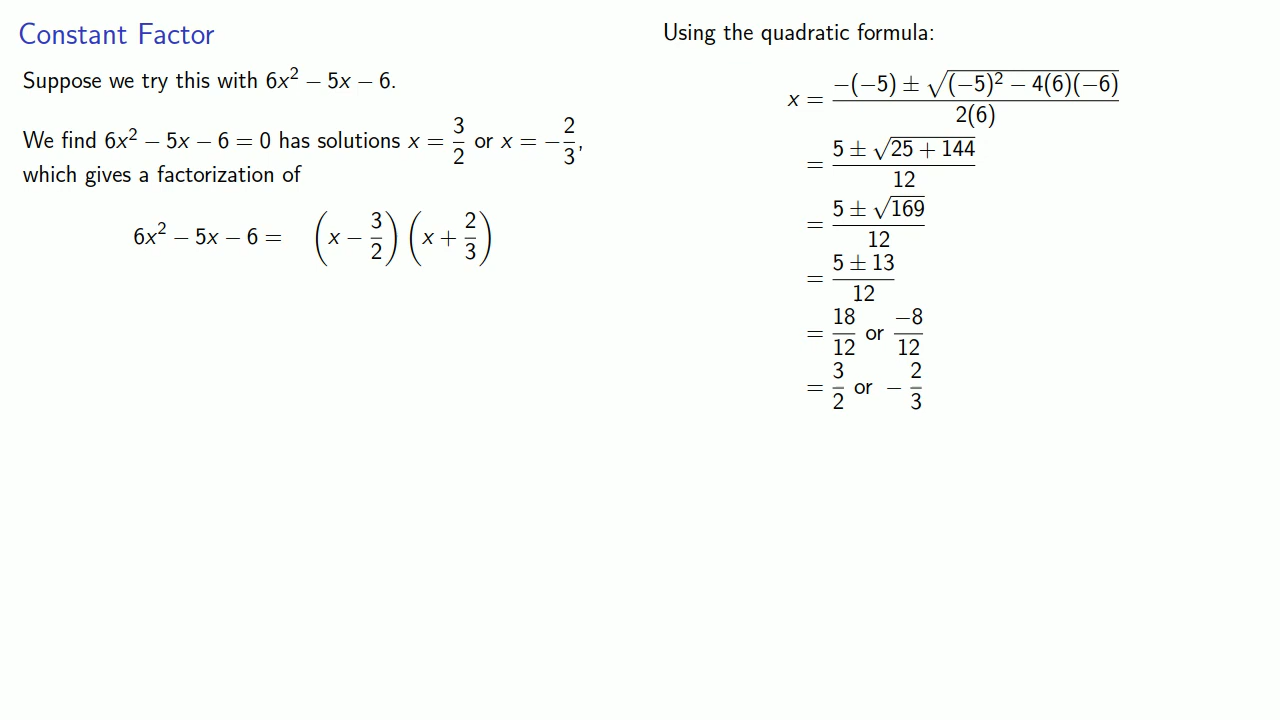 Constant Factor
Suppose we try this with 6x² − 5x − 6.
We find 6x² − 5x − 6 = 0 has solutions x = 3/2 or x = −2/3,
which gives a factorization of
6x² − 5x − 6 = (x − 3/2)(x + 2/3)
Using the quadratic formula:
x = (−(−5) ± √((−5)² − 4(6)(−6)))/(2(6))
= (5 ± √(25 + 144))/12
= (5 ± √169)/12
= (5 ± 13)/12
= 18/12 or −8/12
= 3/2 or −2/3